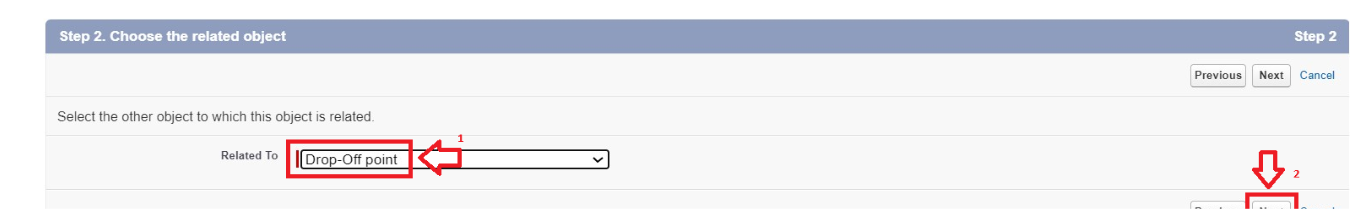 Step 2. Choose the related object Step 2
Previous Next Cancel
Select the other object to which this object is related.
1
Related To Drop-Off point
2